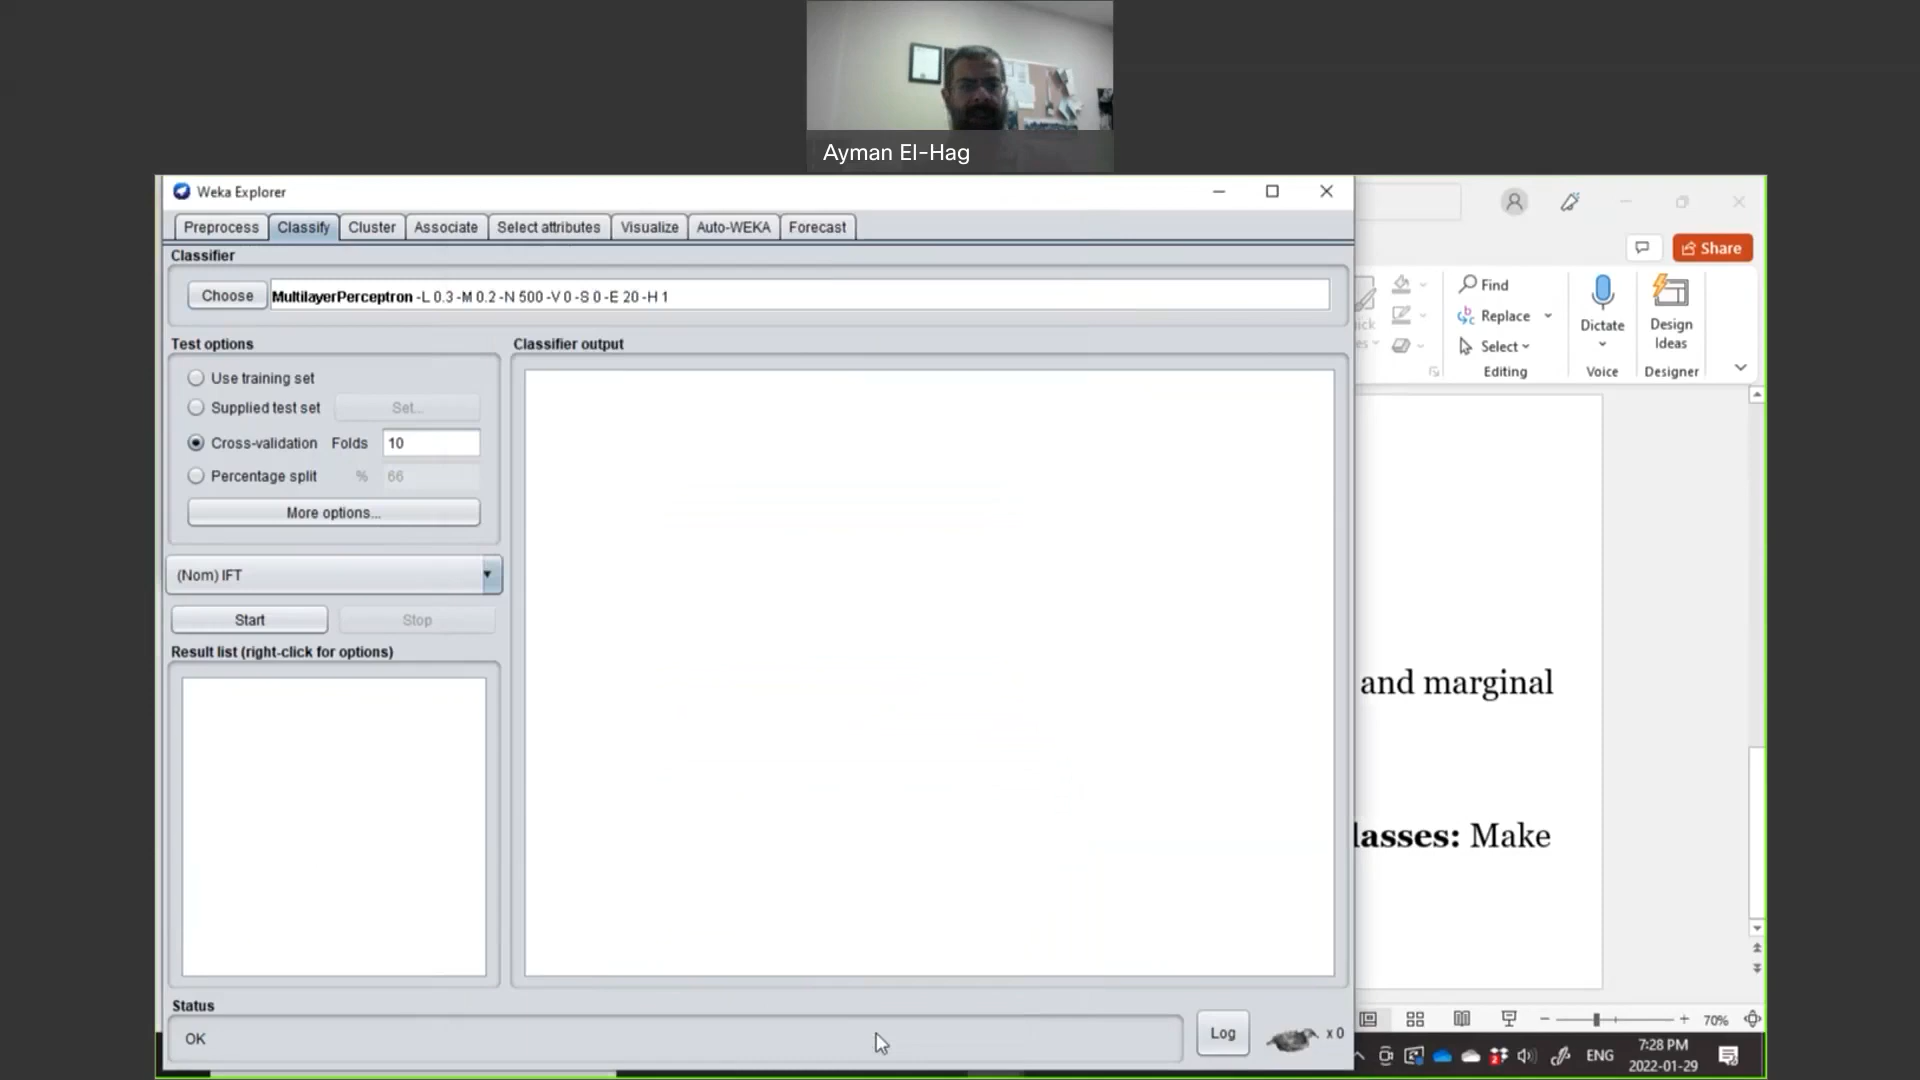 Ayman El-Hag
Weka Explorer
Preprocess Classify Cluster Associate Select attributes Visualize Auto-WEKA Forecast
Classifier
Choose MultilayerPerceptron -L 0.3 -M 0.2 -N 500 -V 0 -S 0 -E 20 -H 1
Test options
Use training set
Supplied test set Set...
Cross-validation Folds 10
Percentage split % 66
More options...
(Nom) IFT
Start Stop
Result list (right-click for options)
Classifier output
Status
OK
Log x 0
Share
Find
Replace
Select
Editing
Dictate
Voice
Design
Ideas
Designer
and marginal
lasses: Make
70%
ENG
7:28 PM
2022-01-29